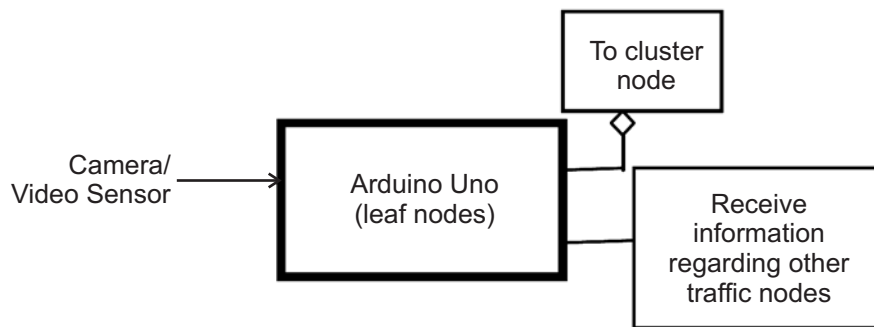 To cluster
node
Camera/
Video Sensor
Arduino Uno
(leaf nodes)
Receive
information
regarding other
traffic nodes